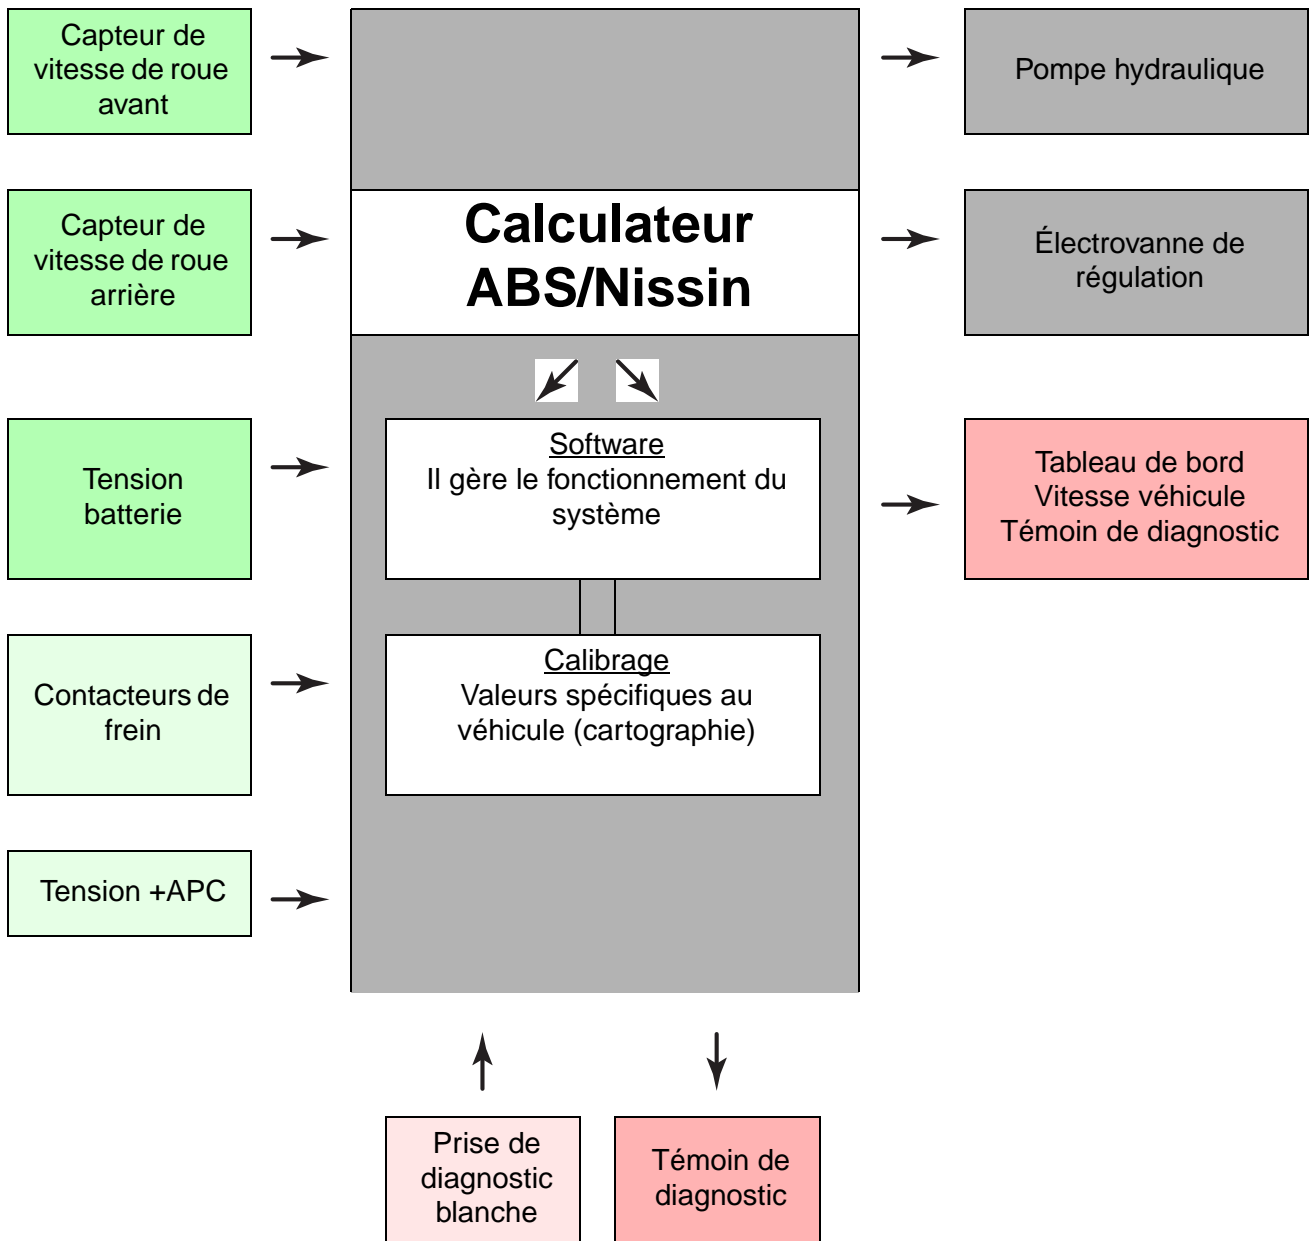 Capteur de
vitesse de roue
avant
Pompe hydraulique
Capteur de
vitesse de roue
arrière
Calculateur
ABS/Nissin
Électrovanne de
régulation
Tension
batterie
Software
Il gère le fonctionnement du
système
Tableau de bord
Vitesse véhicule
Témoin de diagnostic
Contacteurs de
frein
Calibrage
Valeurs spécifiques au
véhicule (cartographie)
Tension +APC
Prise de
diagnostic
blanche
Témoin de
diagnostic